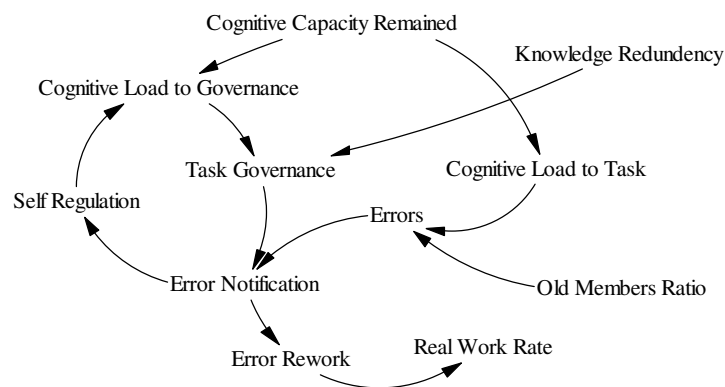 Cognitive Capacity Remained
Knowledge Redundency
Cognitive Load to Governance
Task Governance
Cognitive Load to Task
Self Regulation
Errors
Error Notification
Old Members Ratio
Error Rework
Real Work Rate